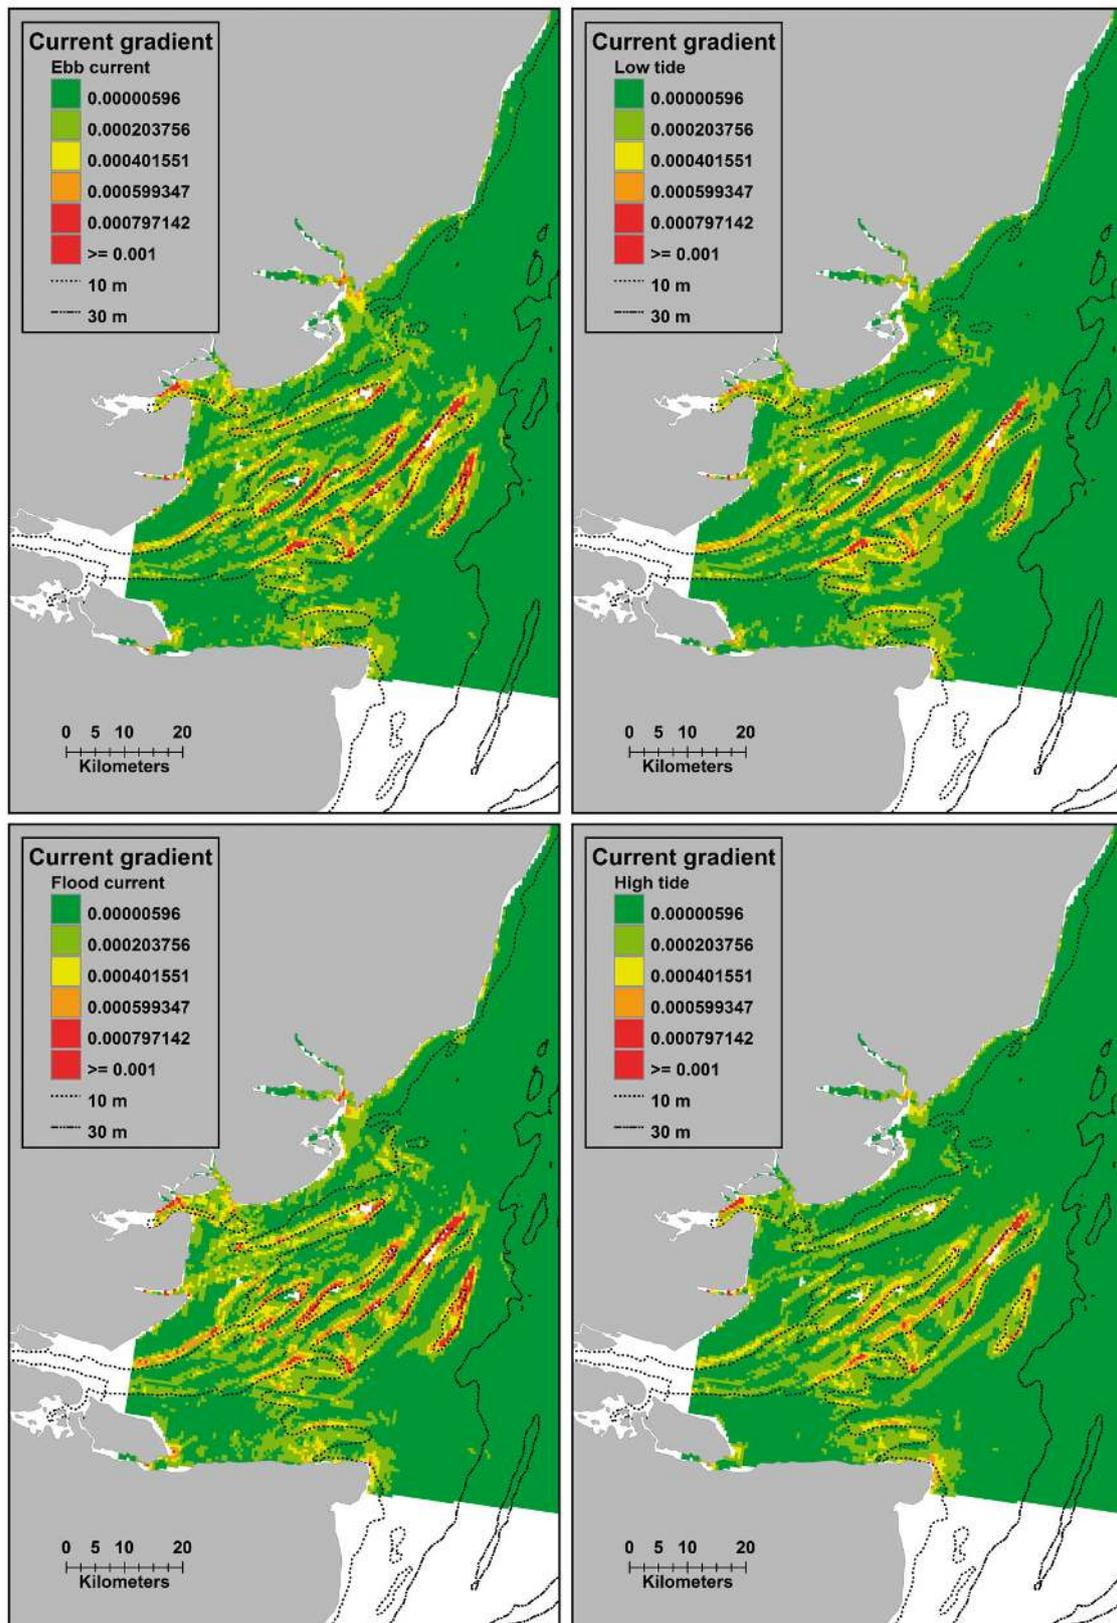 Current gradient
Ebb current
0.00000596
0.000203756
0.000401551
0.000599347
0.000797142
>= 0.001
10 m
30 m
0 5 10 20
Kilometers
Current gradient
Low tide
0.00000596
0.000203756
0.000401551
0.000599347
0.000797142
>= 0.001
10 m
30 m
0 5 10 20
Kilometers
Current gradient
Flood current
0.00000596
0.000203756
0.000401551
0.000599347
0.000797142
>= 0.001
10 m
30 m
0 5 10 20
Kilometers
Current gradient
High tide
0.00000596
0.000203756
0.000401551
0.000599347
0.000797142
>= 0.001
10 m
30 m
0 5 10 20
Kilometers